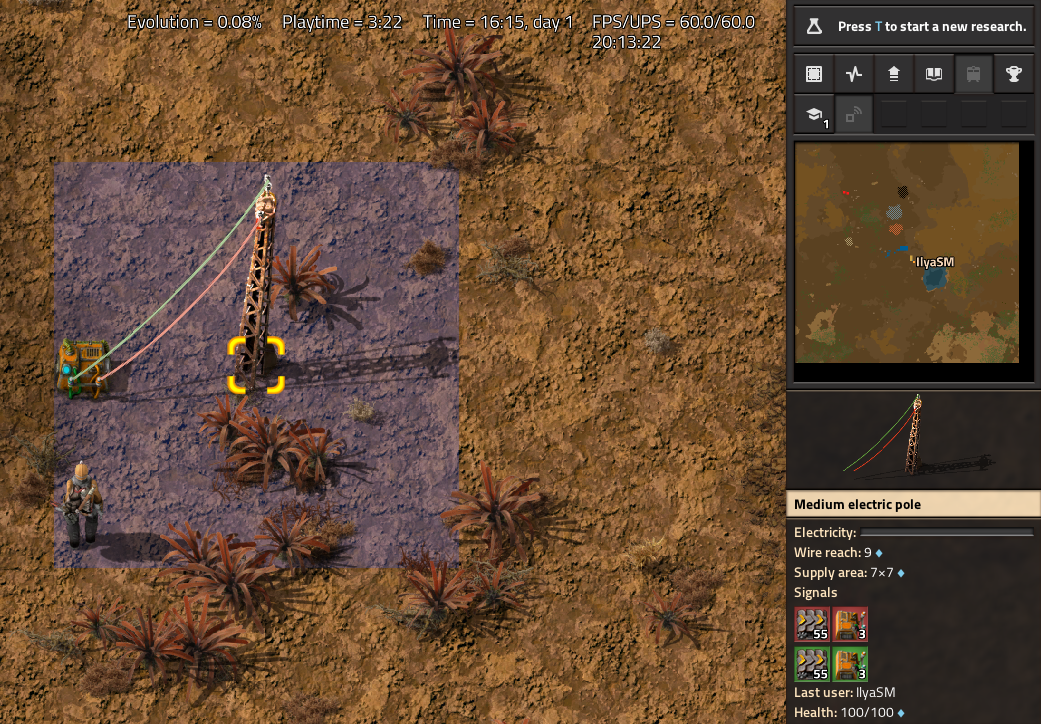 Evolution = 0.08%    Playtime = 3:22    Time = 16:15, day 1    FPS/UPS = 60.0/60.0
20:13:22
Press T to start a new research.
1
IlyaSM
Medium electric pole
Electricity:
Wire reach: 9
Supply area: 7×7
Signals
55 3
55 3
Last user: IlyaSM
Health: 100/100